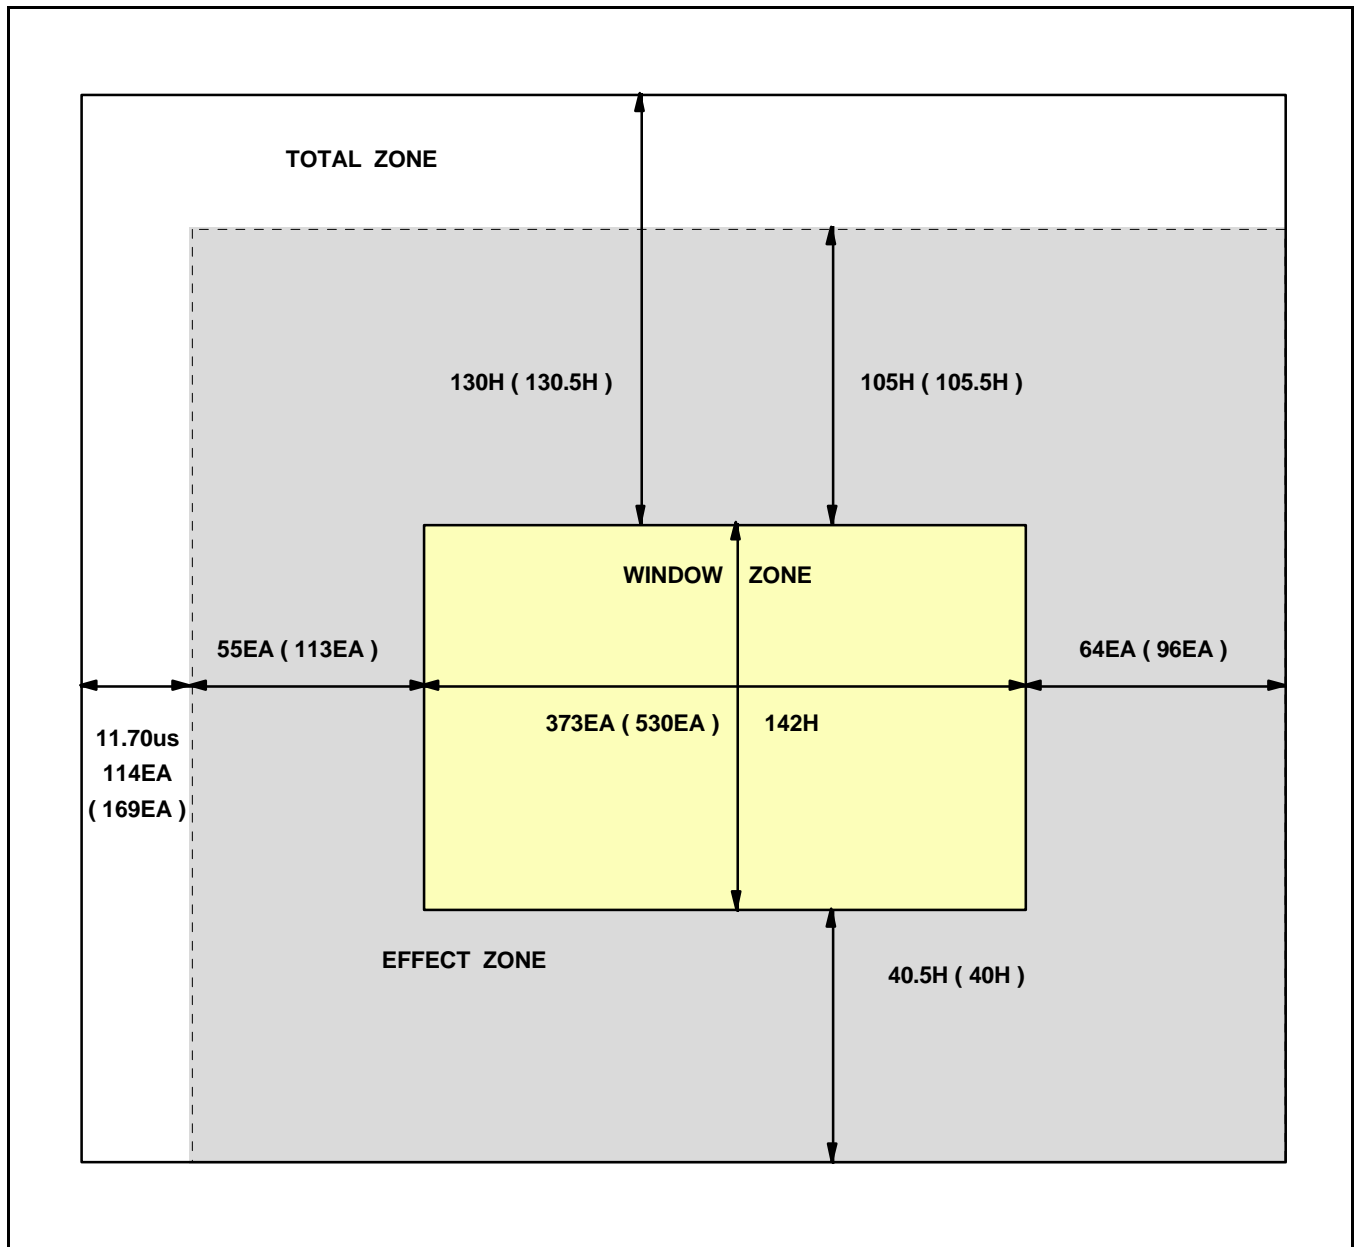 TOTAL ZONE
130H ( 130.5H )
105H ( 105.5H )
WINDOW ZONE
55EA ( 113EA )
64EA ( 96EA )
373EA ( 530EA )
142H
11.70us
114EA
( 169EA )
EFFECT ZONE
40.5H ( 40H )